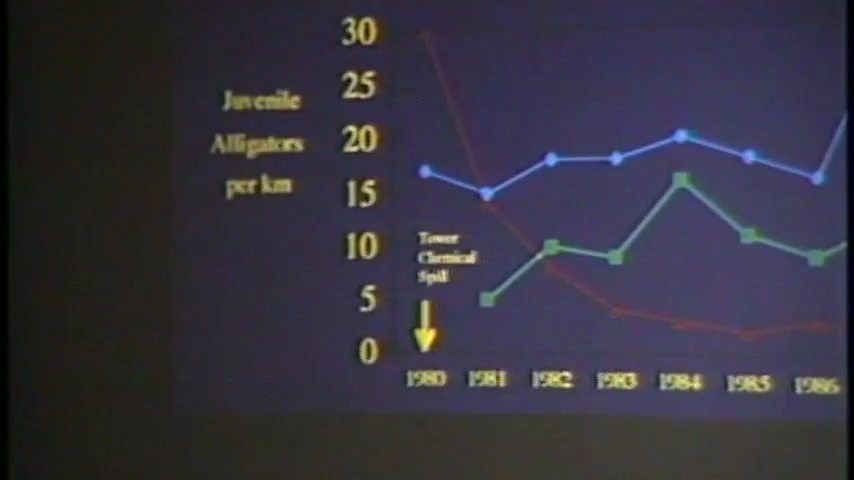 30
25
20
15
10
5
0
Juvenile
Alligators
per km
Tower
Chemical
Spill
1980 1981 1982 1983 1984 1985 1986